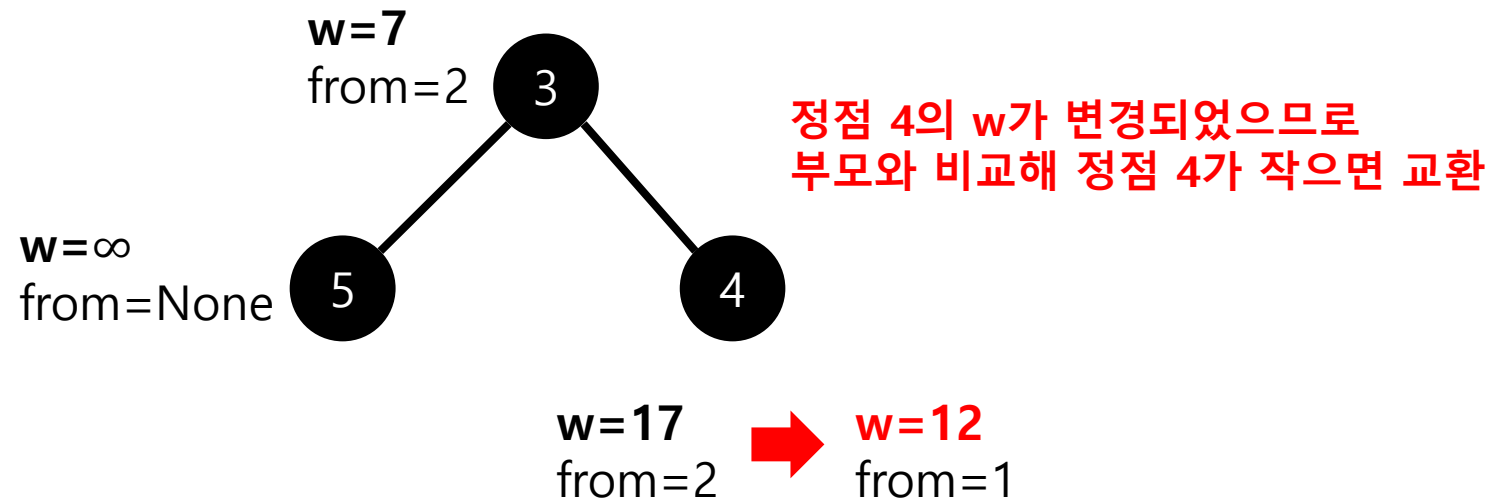 w=7
from=2
3
정점 4의 w가 변경되었으므로
부모와 비교해 정점 4가 작으면 교환
w=∞
from=None
5
4
w=17
from=2
w=12
from=1